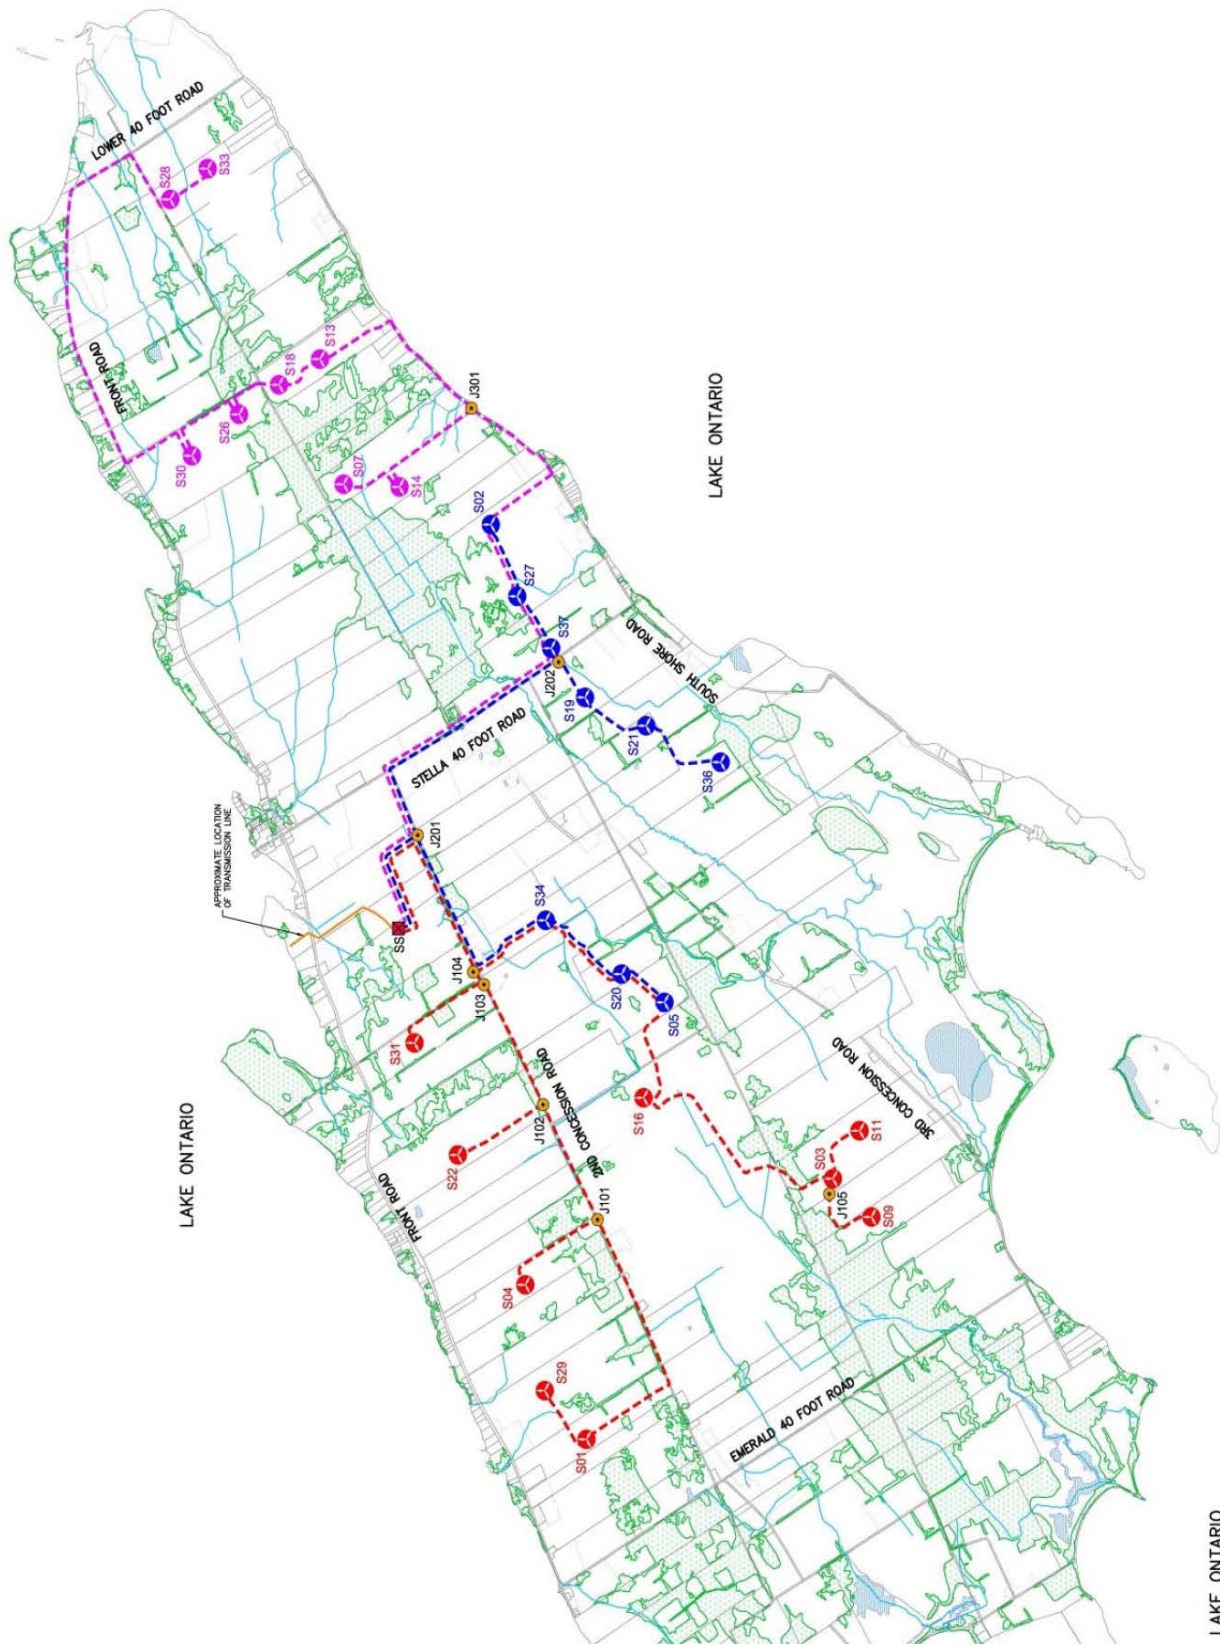 LOWER 40 FOOT ROAD
S28
S33
FRONT ROAD
S18
S13
S26
S30
J301
S07
S14
LAKE ONTARIO
S02
S27
S37
J202
SOUTH SHORE ROAD
S19
S21
S36
STELLA 40 FOOT ROAD
APPROXIMATE LOCATION
OF TRANSMISSION LINE
J201
SS
S34
J104
J103
S20
S05
S31
LAKE ONTARIO
2ND CONCESSION ROAD
J102
S22
S16
3RD CONCESSION ROAD
S11
S03
J105
S09
FRONT ROAD
J101
S04
S29
S01
EMERALD 40 FOOT ROAD
LAKE ONTARIO